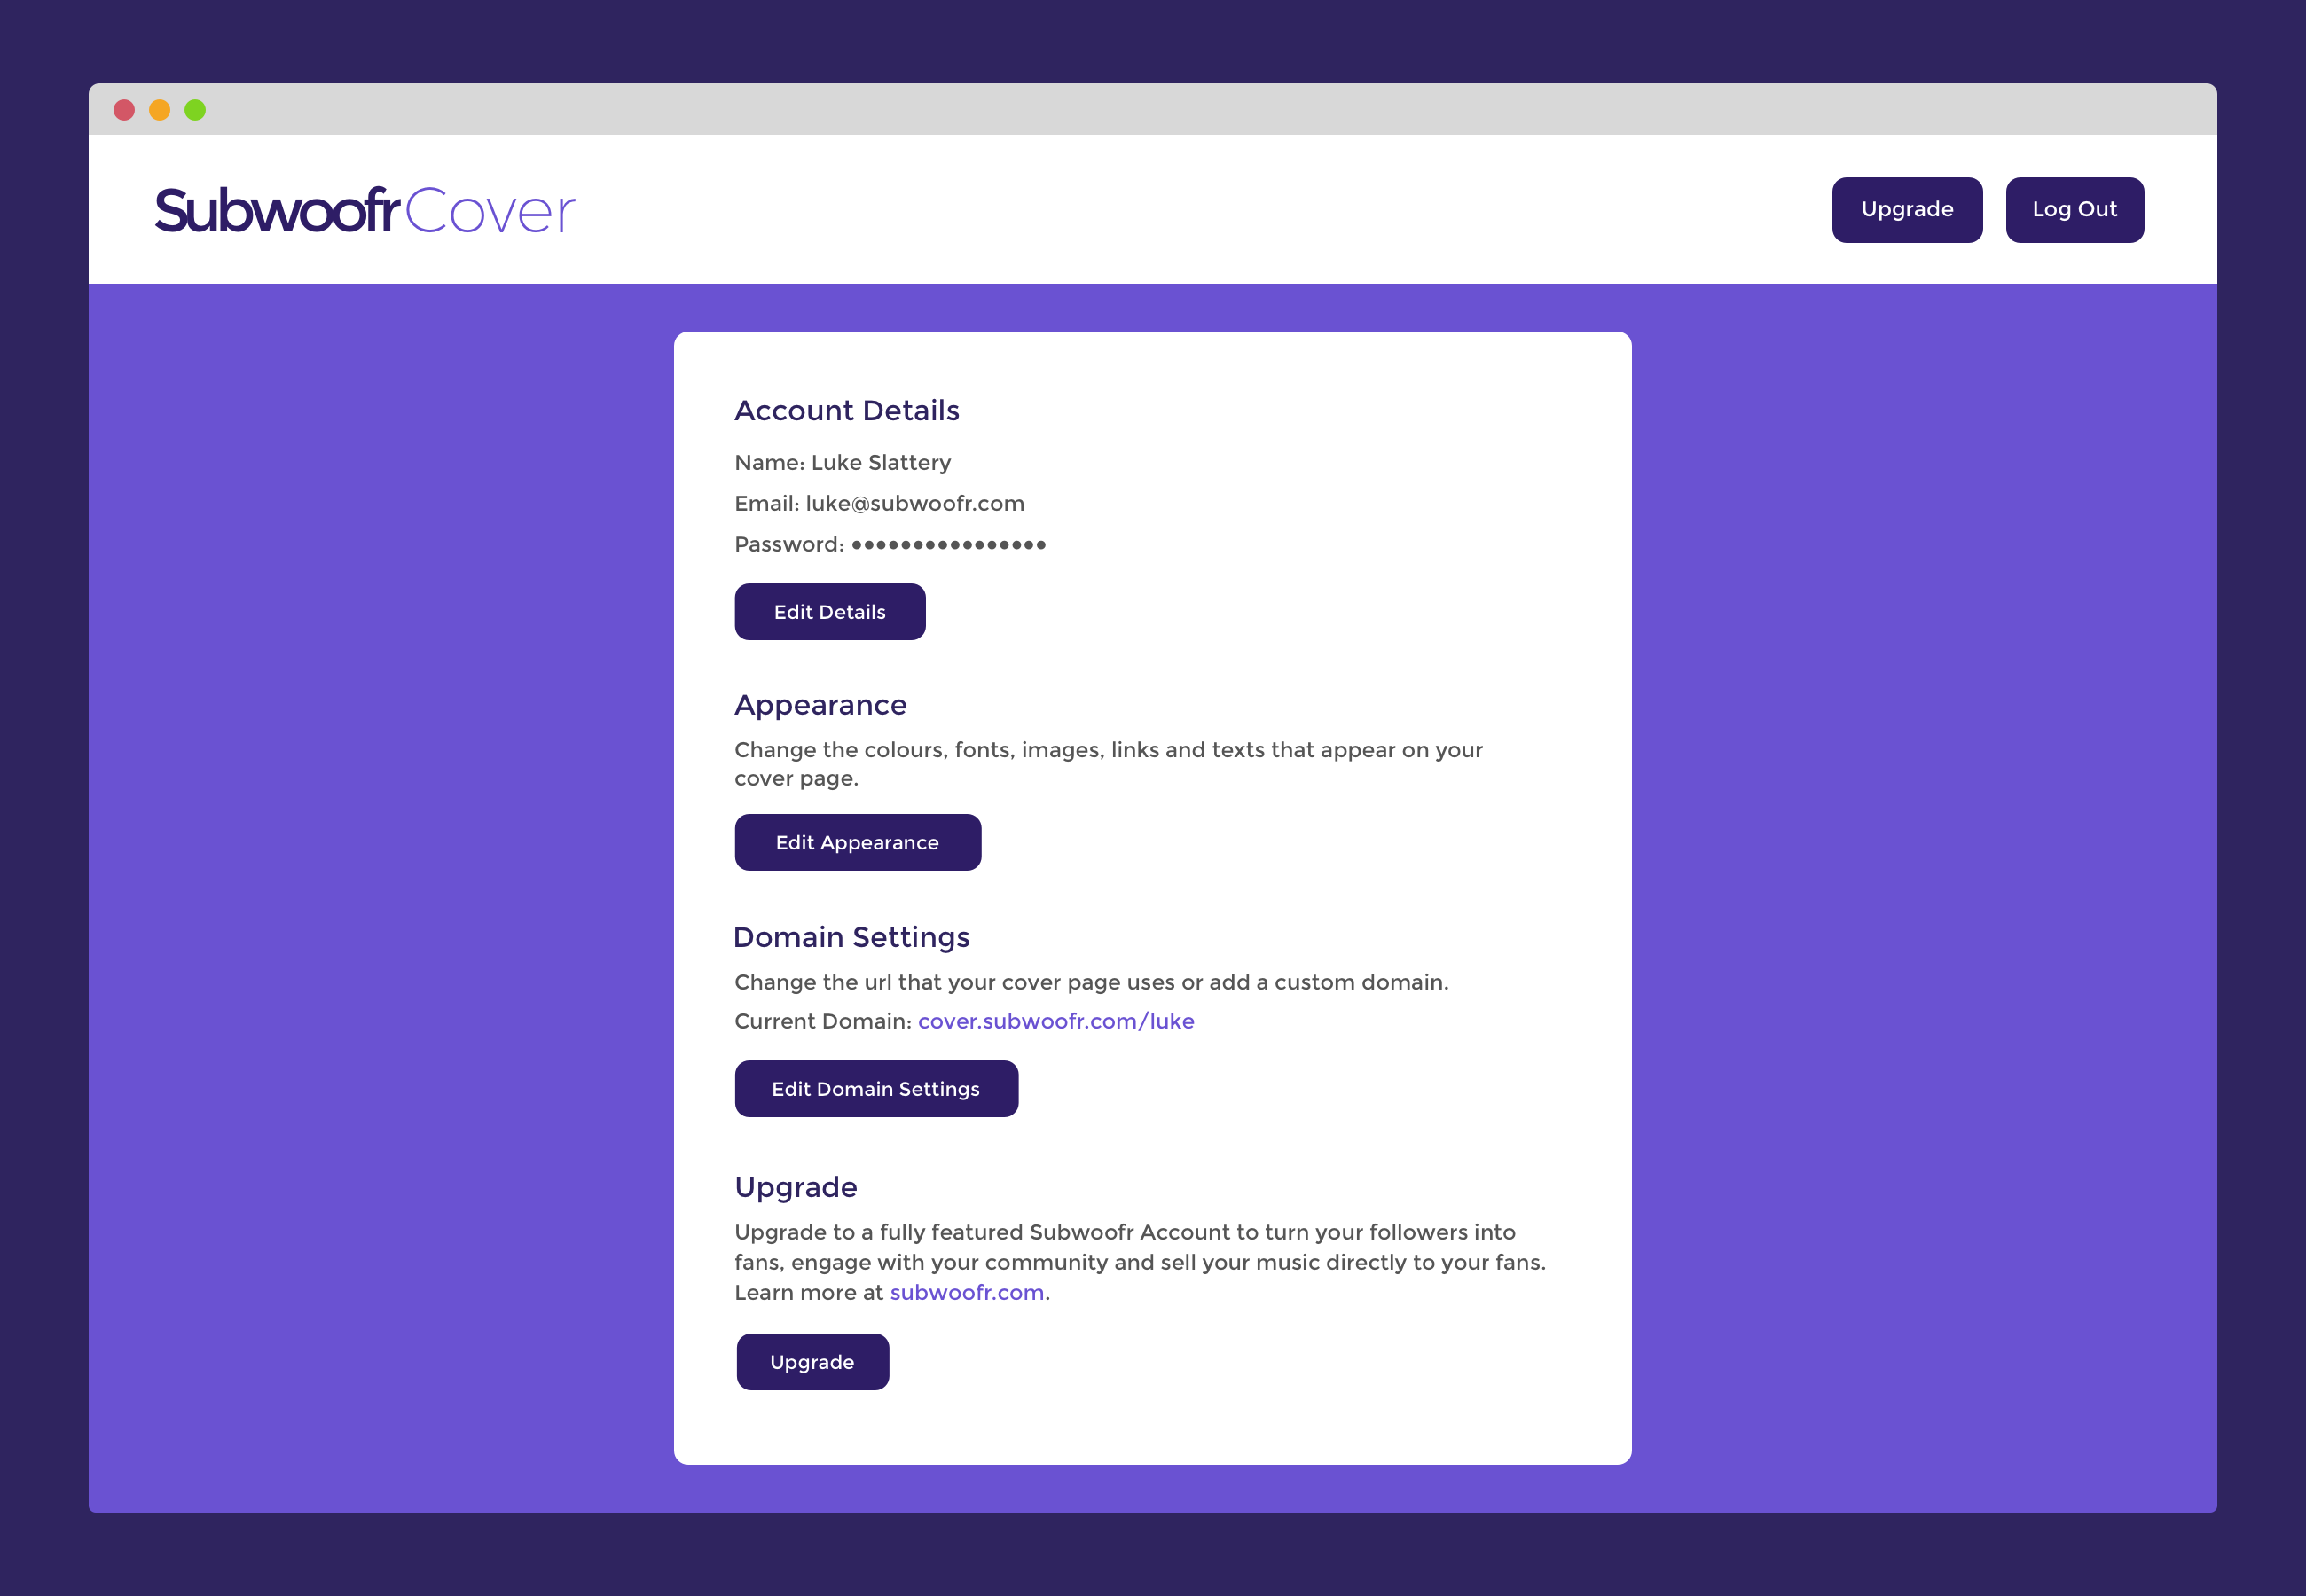 SubwoofrCover
Upgrade
Log Out
Account Details
Name: Luke Slattery
Email: luke@subwoofr.com
Password: ●●●●●●●●●●●●●●●●
Edit Details
Appearance
Change the colours, fonts, images, links and texts that appear on your
cover page.
Edit Appearance
Domain Settings
Change the url that your cover page uses or add a custom domain.
Current Domain: cover.subwoofr.com/luke
Edit Domain Settings
Upgrade
Upgrade to a fully featured Subwoofr Account to turn your followers into
fans, engage with your community and sell your music directly to your fans.
Learn more at subwoofr.com.
Upgrade